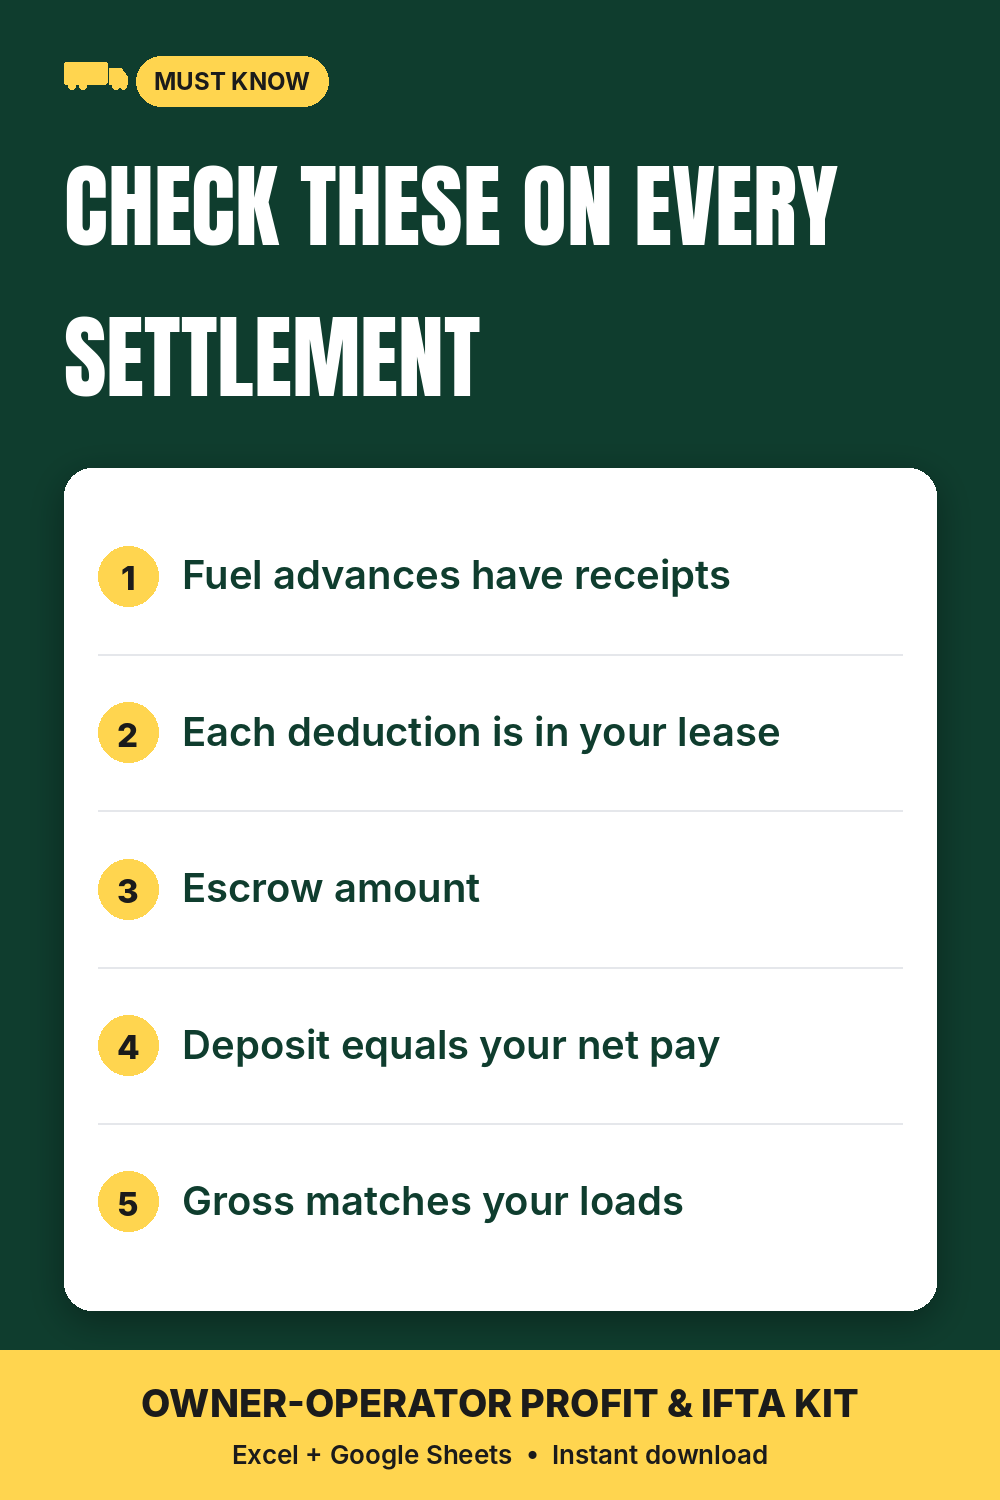 MUST KNOW
CHECK THESE ON EVERY
SETTLEMENT
1 Fuel advances have receipts
2 Each deduction is in your lease
3 Escrow amount
4 Deposit equals your net pay
5 Gross matches your loads
OWNER-OPERATOR PROFIT & IFTA KIT
Excel + Google Sheets • Instant download